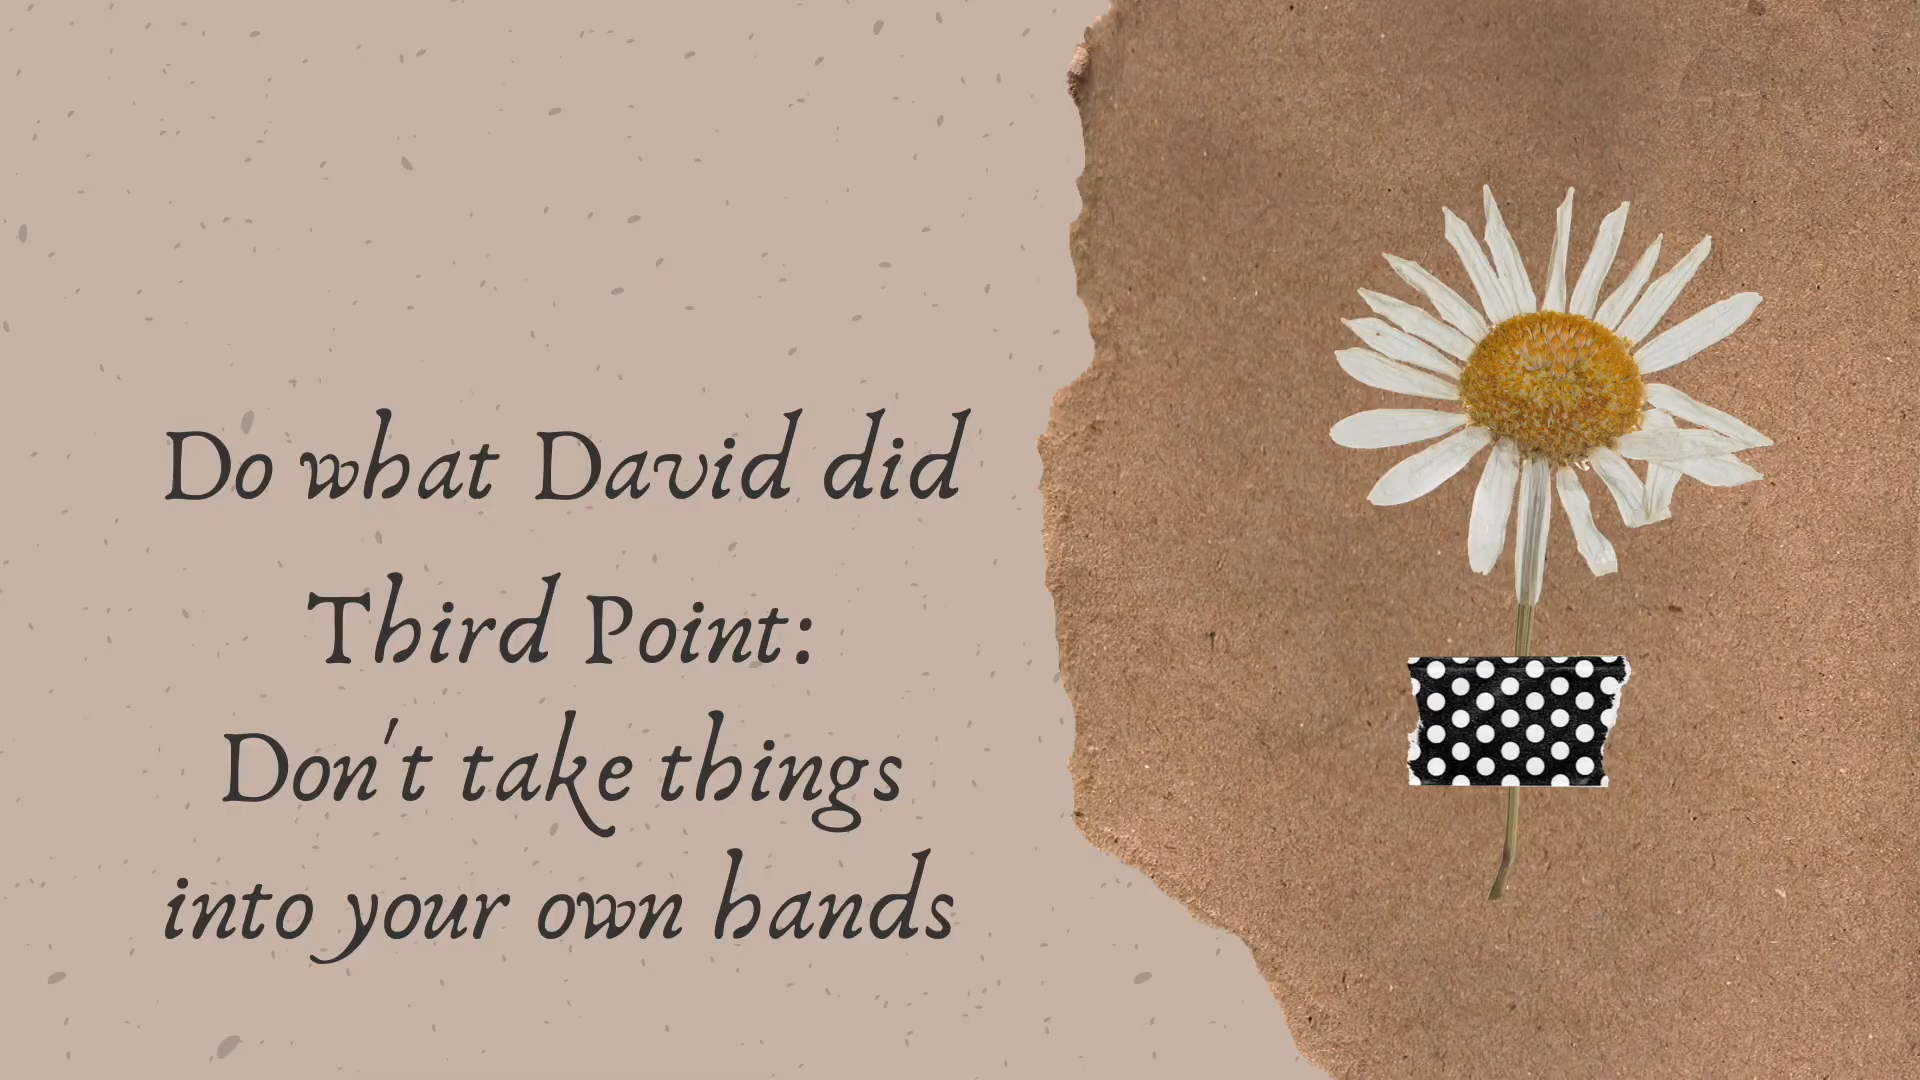 Do what David did
Third Point:
Don't take things
into your own hands